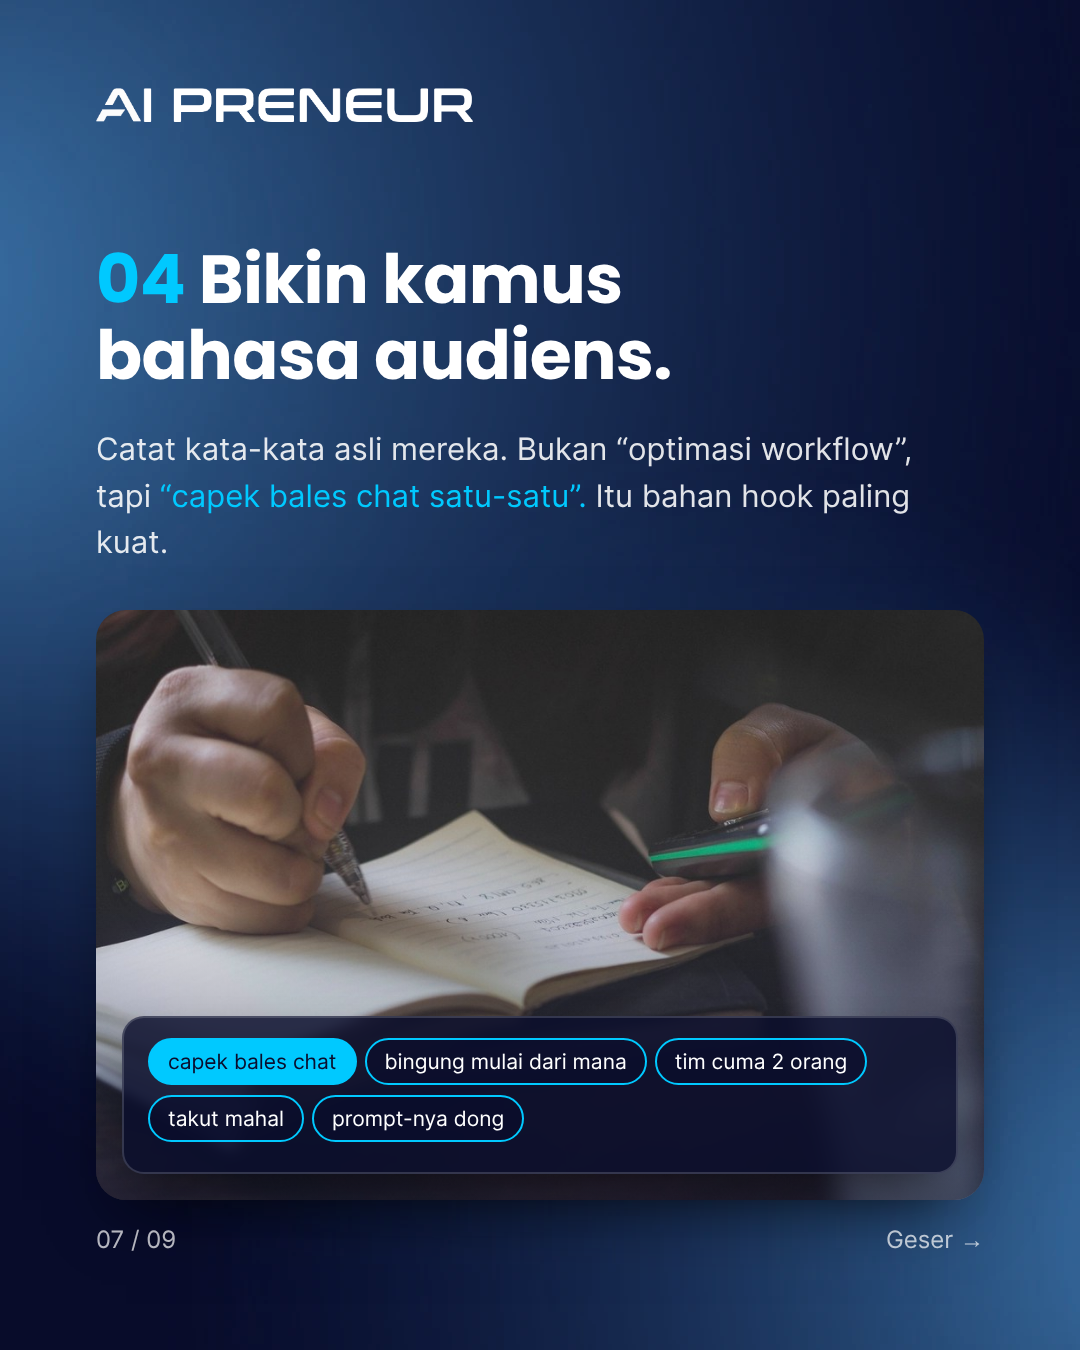 AI PRENEUR
04 Bikin kamus
bahasa audiens.
Catat kata-kata asli mereka. Bukan “optimasi workflow”,
tapi “capek bales chat satu-satu”. Itu bahan hook paling
kuat.
capek bales chat
bingung mulai dari mana
tim cuma 2 orang
takut mahal
prompt-nya dong
07 / 09
Geser →